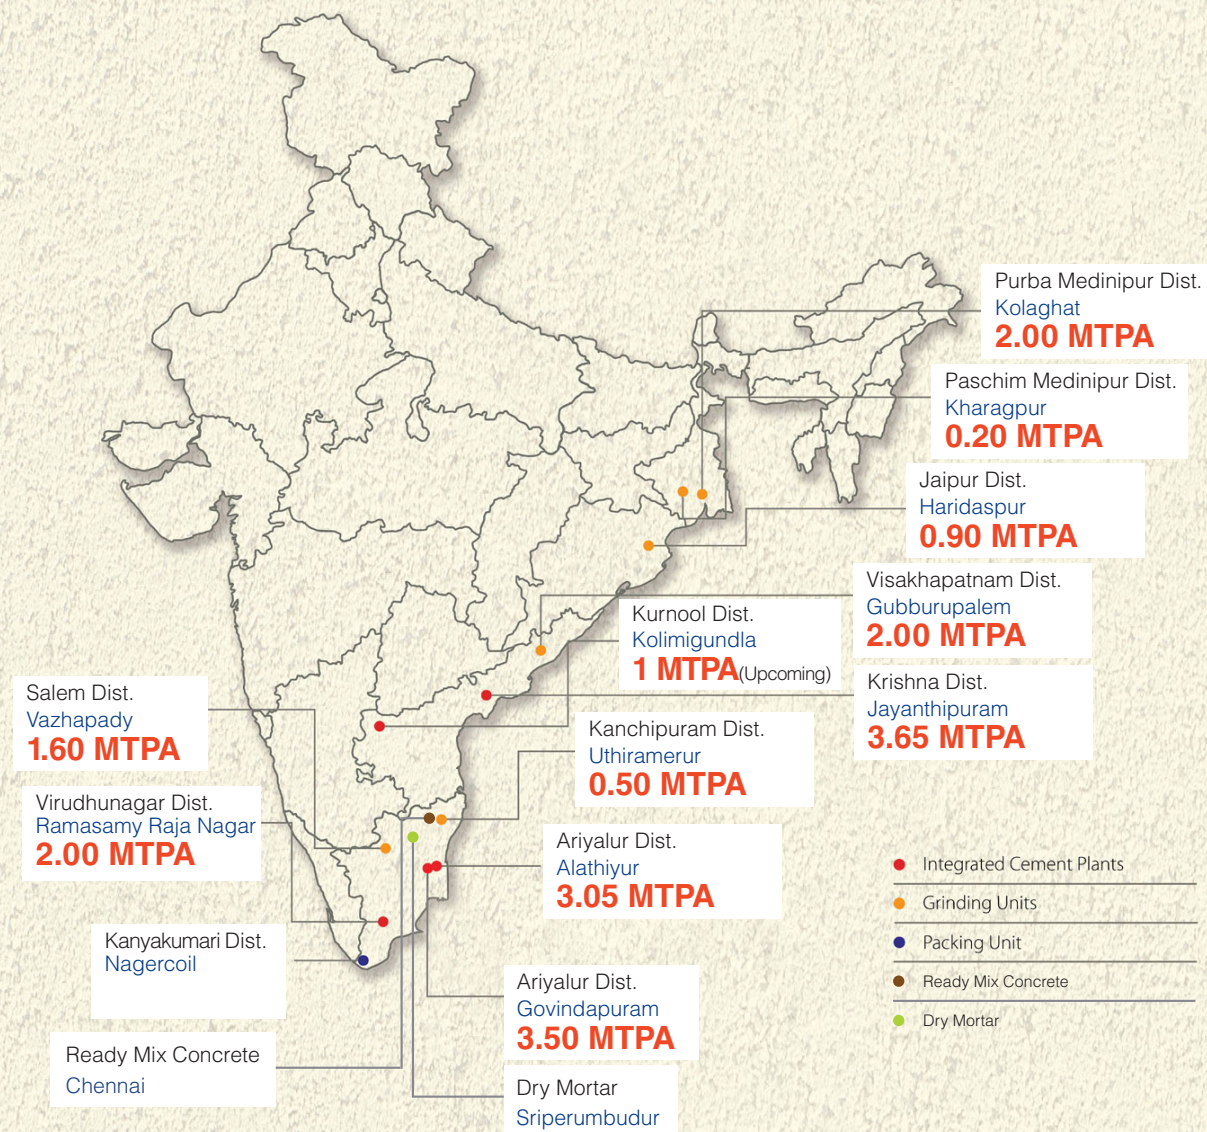 Purba Medinipur Dist.
Kolaghat
2.00 MTPA
Paschim Medinipur Dist.
Kharagpur
0.20 MTPA
Jaipur Dist.
Haridaspur
0.90 MTPA
Visakhapatnam Dist.
Gubburupalem
2.00 MTPA
Kurnool Dist.
Kolimigundla
1 MTPA(Upcoming)
Krishna Dist.
Jayanthipuram
3.65 MTPA
Salem Dist.
Vazhapady
1.60 MTPA
Kanchipuram Dist.
Uthiramerur
0.50 MTPA
Virudhunagar Dist.
Ramasamy Raja Nagar
2.00 MTPA
Ariyalur Dist.
Alathiyur
3.05 MTPA
Kanyakumari Dist.
Nagercoil
Ariyalur Dist.
Govindapuram
3.50 MTPA
Ready Mix Concrete
Chennai
Dry Mortar
Sriperumbudur
Integrated Cement Plants
Grinding Units
Packing Unit
Ready Mix Concrete
Dry Mortar